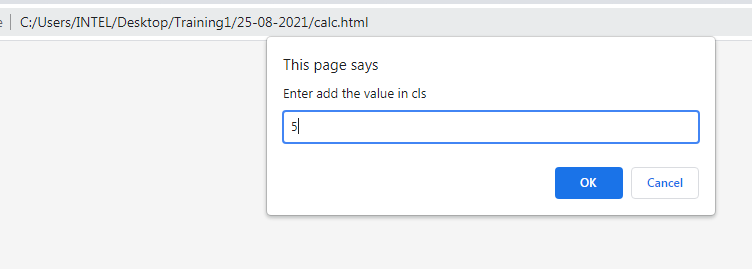 C:/Users/INTEL/Desktop/Training1/25-08-2021/calc.html
This page says
Enter add the value in cls
5
OK
Cancel